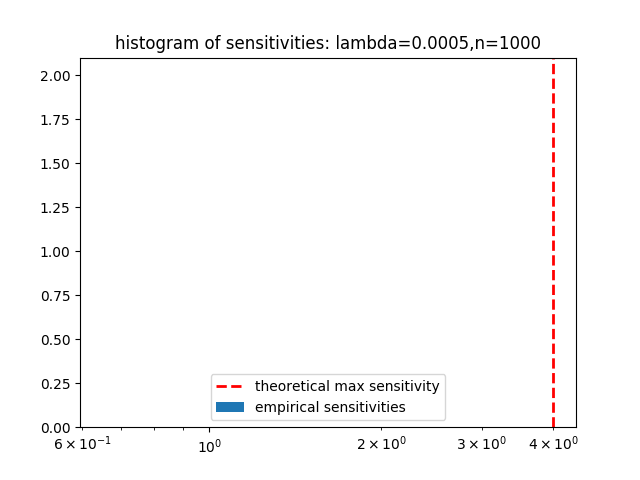 histogram of sensitivities: lambda=0.0005,n=1000
2.00
1.75
1.50
1.25
1.00
0.75
0.50
0.25
0.00
theoretical max sensitivity
empirical sensitivities
6 × 10⁻¹
10⁰
2 × 10⁰
3 × 10⁰
4 × 10⁰